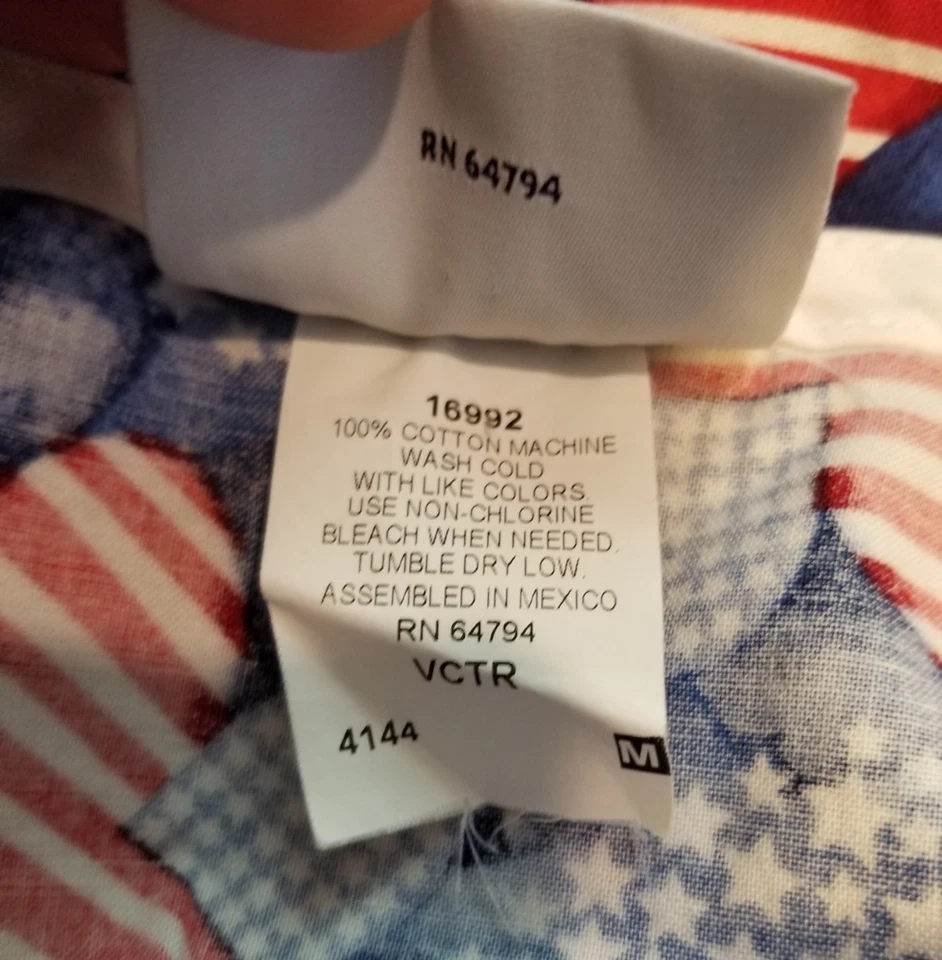 RN 64794
16992
100% COTTON MACHINE
WASH COLD
WITH LIKE COLORS.
USE NON-CHLORINE
BLEACH WHEN NEEDED.
TUMBLE DRY LOW.
ASSEMBLED IN MEXICO
RN 64794
VCTR
4144
M